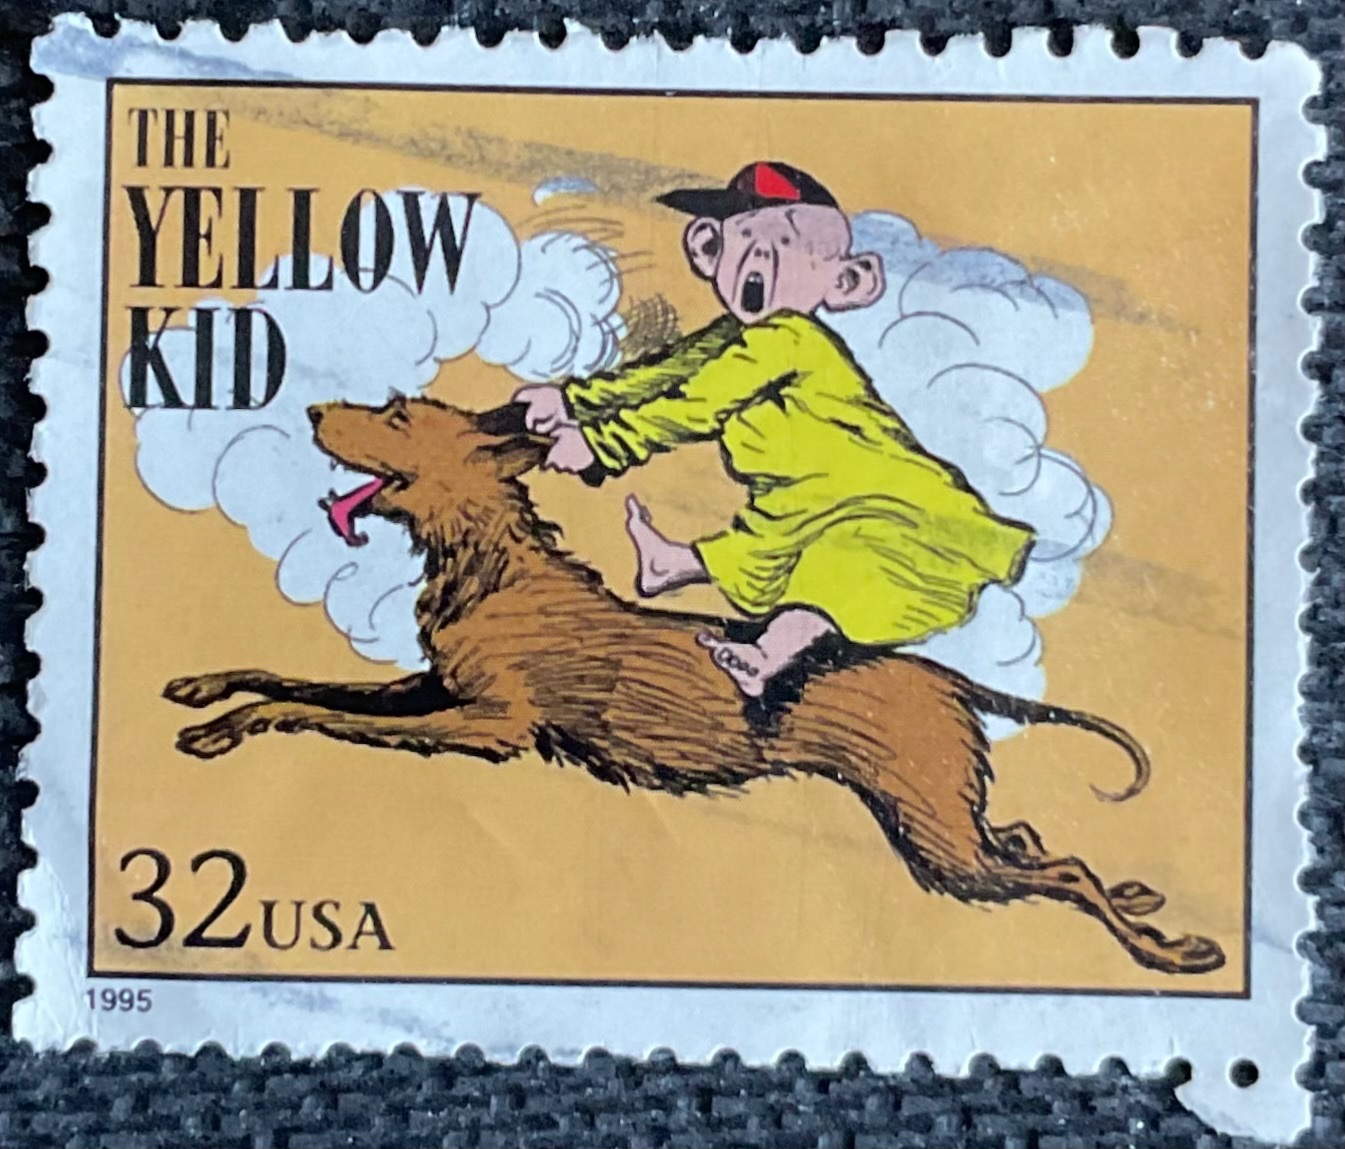 THE
YELLOW
KID
32USA
1995